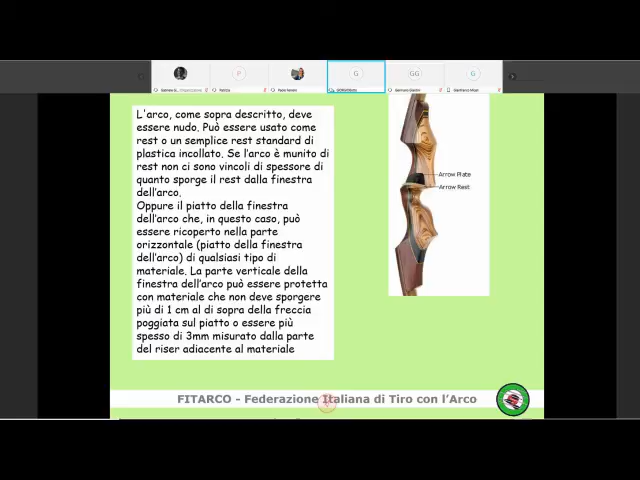 P
G
GG
G
Patrizia
L'arco, come sopra descritto, deve
essere nudo. Può essere usato come
rest o un semplice rest standard di
plastica incollato. Se l'arco è munito di
rest non ci sono vincoli di spessore di
quanto sporge il rest dalla finestra
dell'arco.
Oppure il piatto della finestra
dell'arco che, in questo caso, può
essere ricoperto nella parte
orizzontale (piatto della finestra
dell'arco) di qualsiasi tipo di
materiale. La parte verticale della
finestra dell'arco può essere protetta
con materiale che non deve sporgere
più di 1 cm al di sopra della freccia
poggiata sul piatto o essere più
spesso di 3mm misurato dalla parte
del riser adiacente al materiale
Arrow Plate
Arrow Rest
FITARCO - Federazione Italiana di Tiro con l'Arco